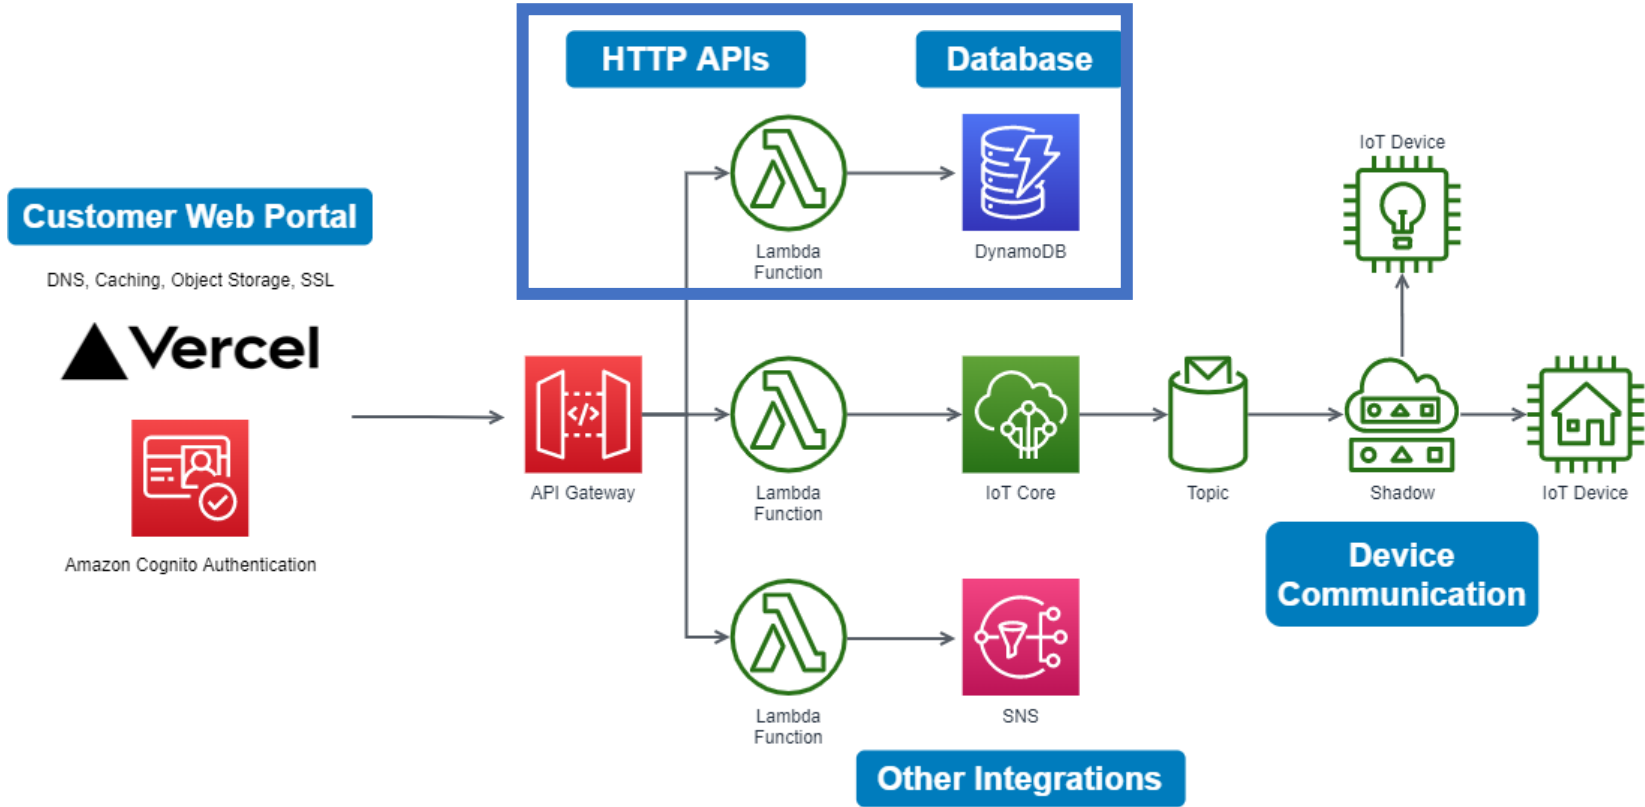 HTTP APIs
Database
Lambda
Function
DynamoDB
IoT Device
Customer Web Portal
DNS, Caching, Object Storage, SSL
Vercel
Amazon Cognito Authentication
API Gateway
Lambda
Function
IoT Core
Topic
Shadow
IoT Device
Device
Communication
Lambda
Function
SNS
Other Integrations